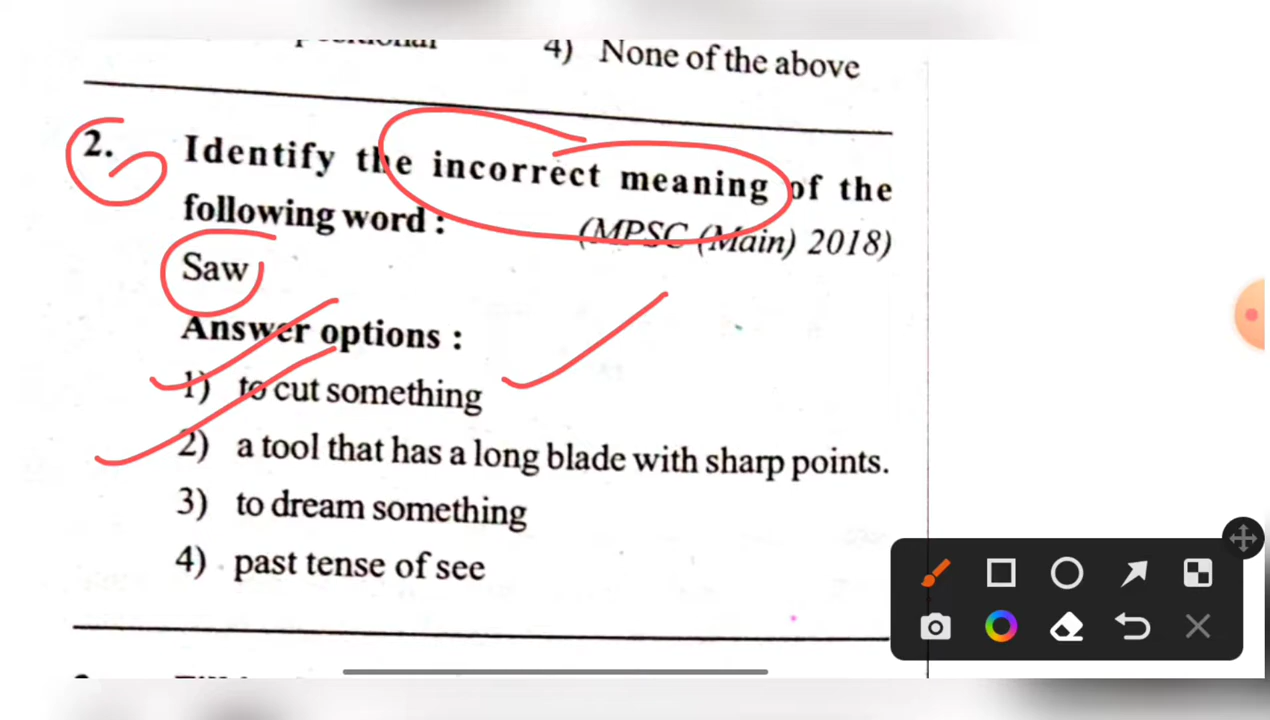 positional 4) None of the above
2. Identify the incorrect meaning of the
following word : (MPSC (Main) 2018)
Saw
Answer options :
1) to cut something
2) a tool that has a long blade with sharp points.
3) to dream something
4) past tense of see